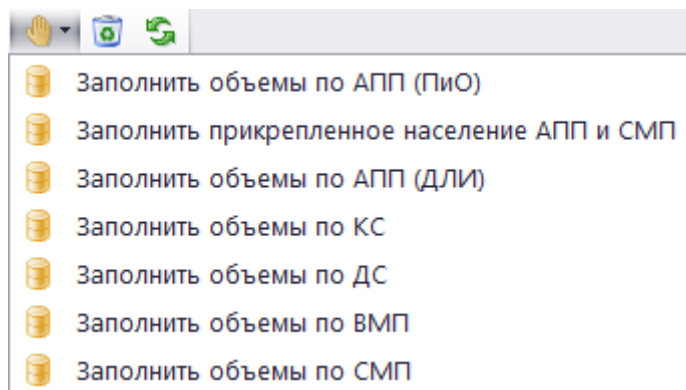 Заполнить объемы по АПП (ПиО)
Заполнить прикрепленное население АПП и СМП
Заполнить объемы по АПП (ДЛИ)
Заполнить объемы по КС
Заполнить объемы по ДС
Заполнить объемы по ВМП
Заполнить объемы по СМП